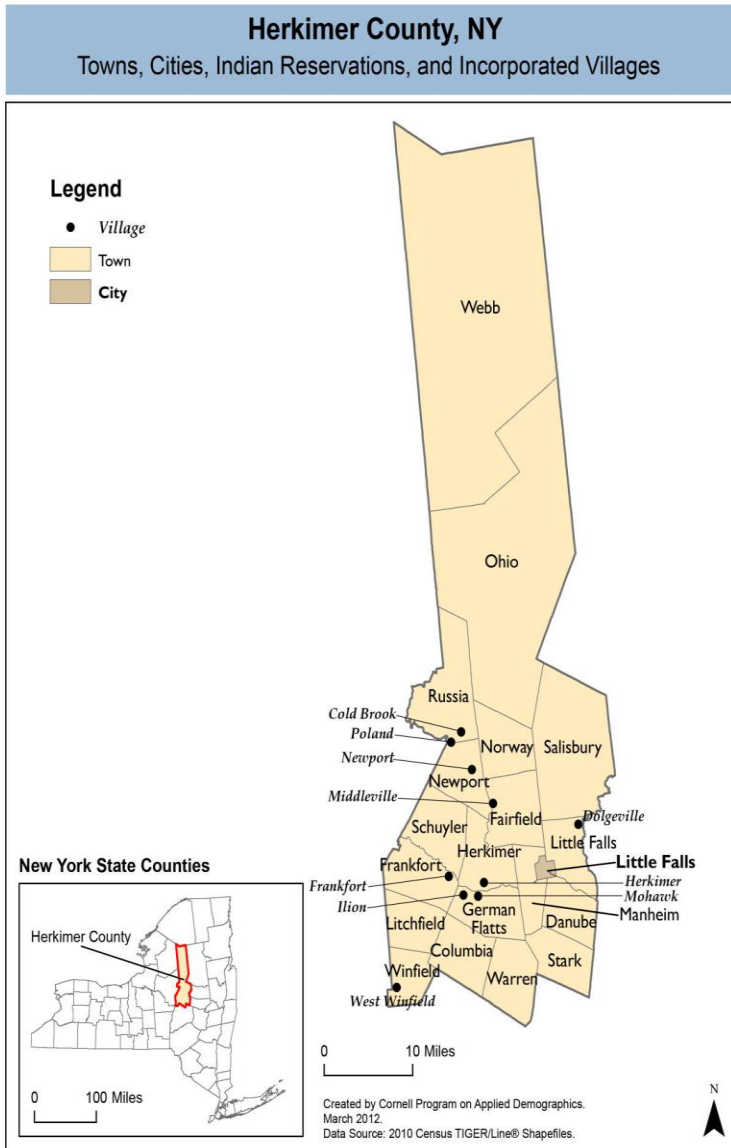 Herkimer County, NY
Towns, Cities, Indian Reservations, and Incorporated Villages
Legend
Village
Town
City
Webb
Ohio
Russia
Cold Brook
Poland
Norway
Salisbury
Newport
Newport
Middleville
Fairfield
Dolgeville
Schuyler
Little Falls
Herkimer
Frankfort
Little Falls
Frankfort
Herkimer
Ilion
Mohawk
German
Flatts
Manheim
Litchfield
Danube
Columbia
Stark
Winfield
Warren
West Winfield
New York State Counties
Herkimer County
0 100 Miles
0 10 Miles
Created by Cornell Program on Applied Demographics.
March 2012.
Data Source: 2010 Census TIGER/Line® Shapefiles.
N